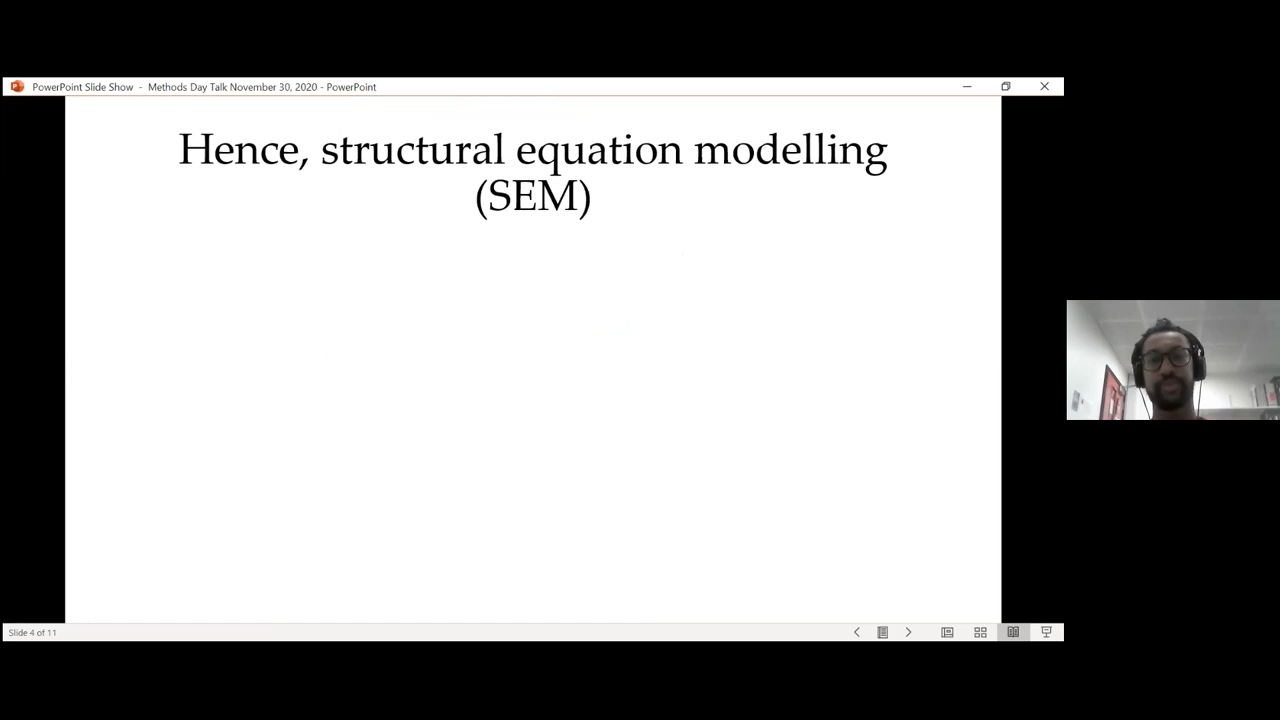 PowerPoint Slide Show - Methods Day Talk November 30, 2020 - PowerPoint
Hence, structural equation modelling
(SEM)
Slide 4 of 11